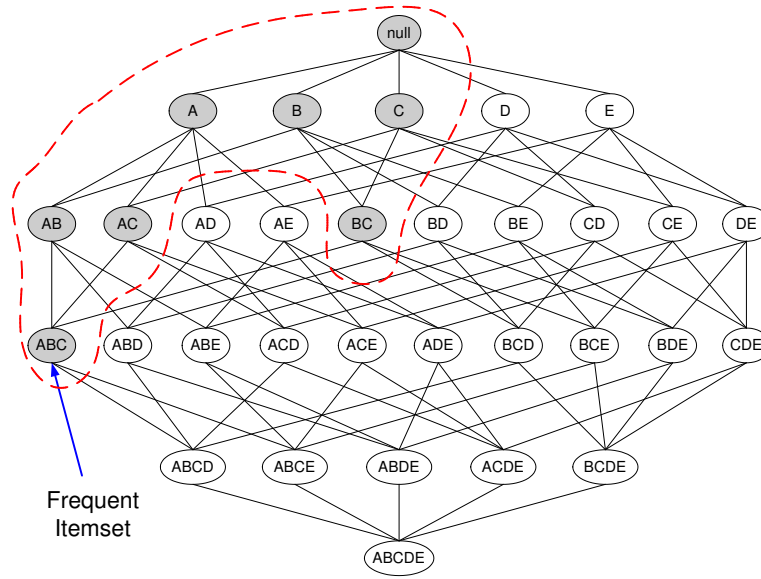 null
A B C D E
AB AC AD AE BC BD BE CD CE DE
ABC ABD ABE ACD ACE ADE BCD BCE BDE CDE
ABCD ABCE ABDE ACDE BCDE
Frequent
Itemset
ABCDE